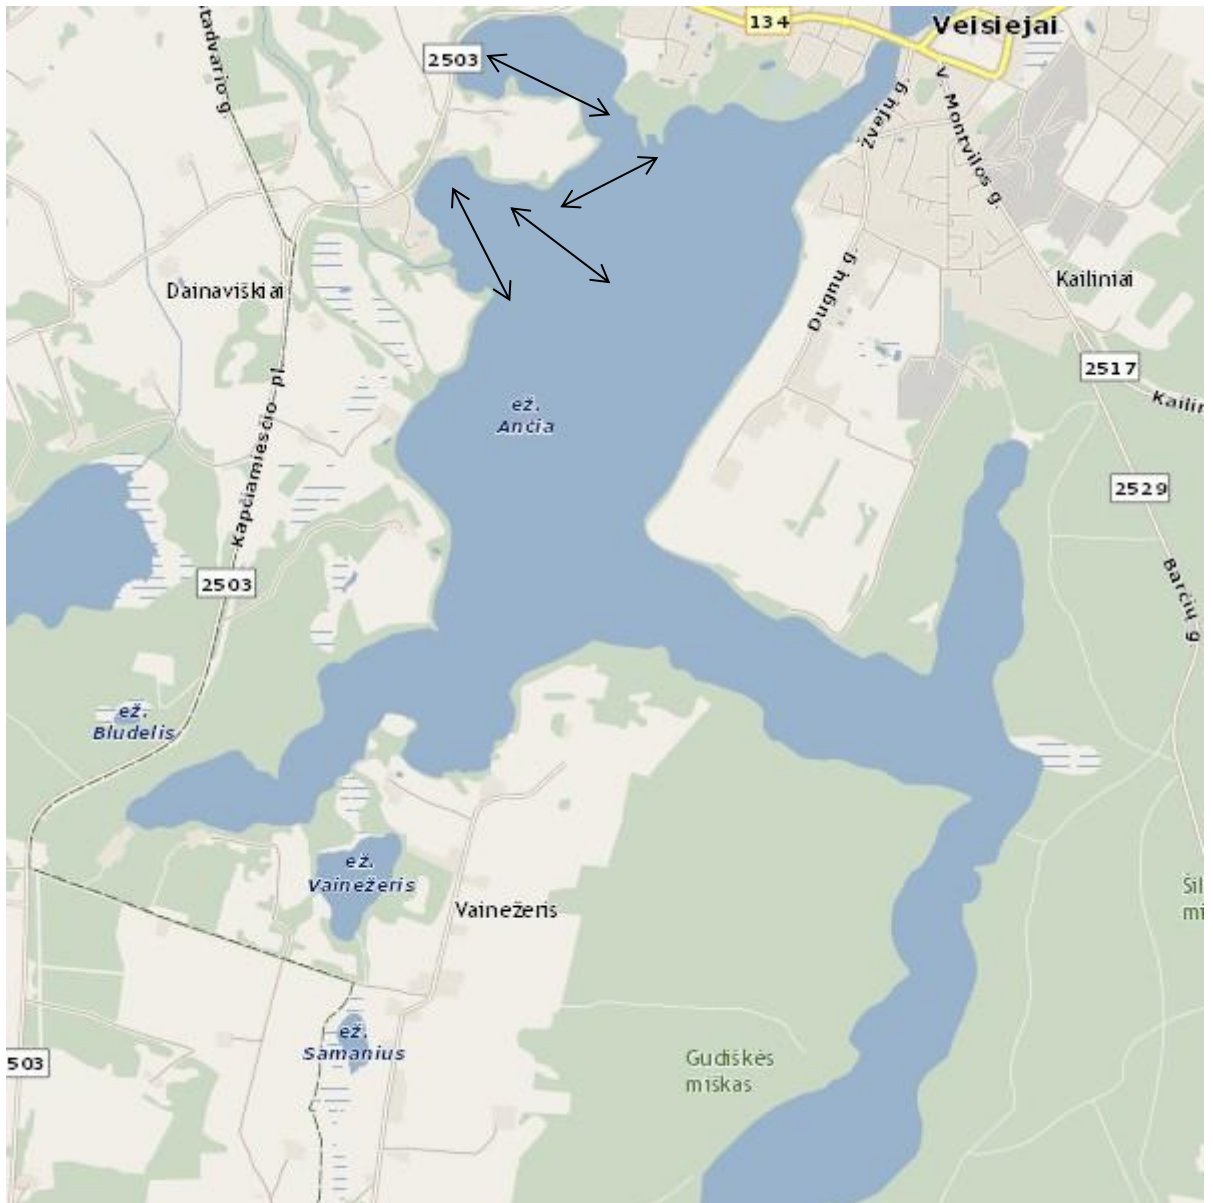 134
Veisiejai
2503
tadvario g.
Žvejų g.
V. Montvilos g.
Dainaviškiai
Dugnų g.
Kailiniai
2517
Kailin
ež.
Ančia
Kapčiamiesčio pl.
2529
2503
Barčių g
ež.
Bludelis
ež.
Vainežeris
Vainežeris
Šil
mi
ež.
Samanius
503
Gudiškės
miškas